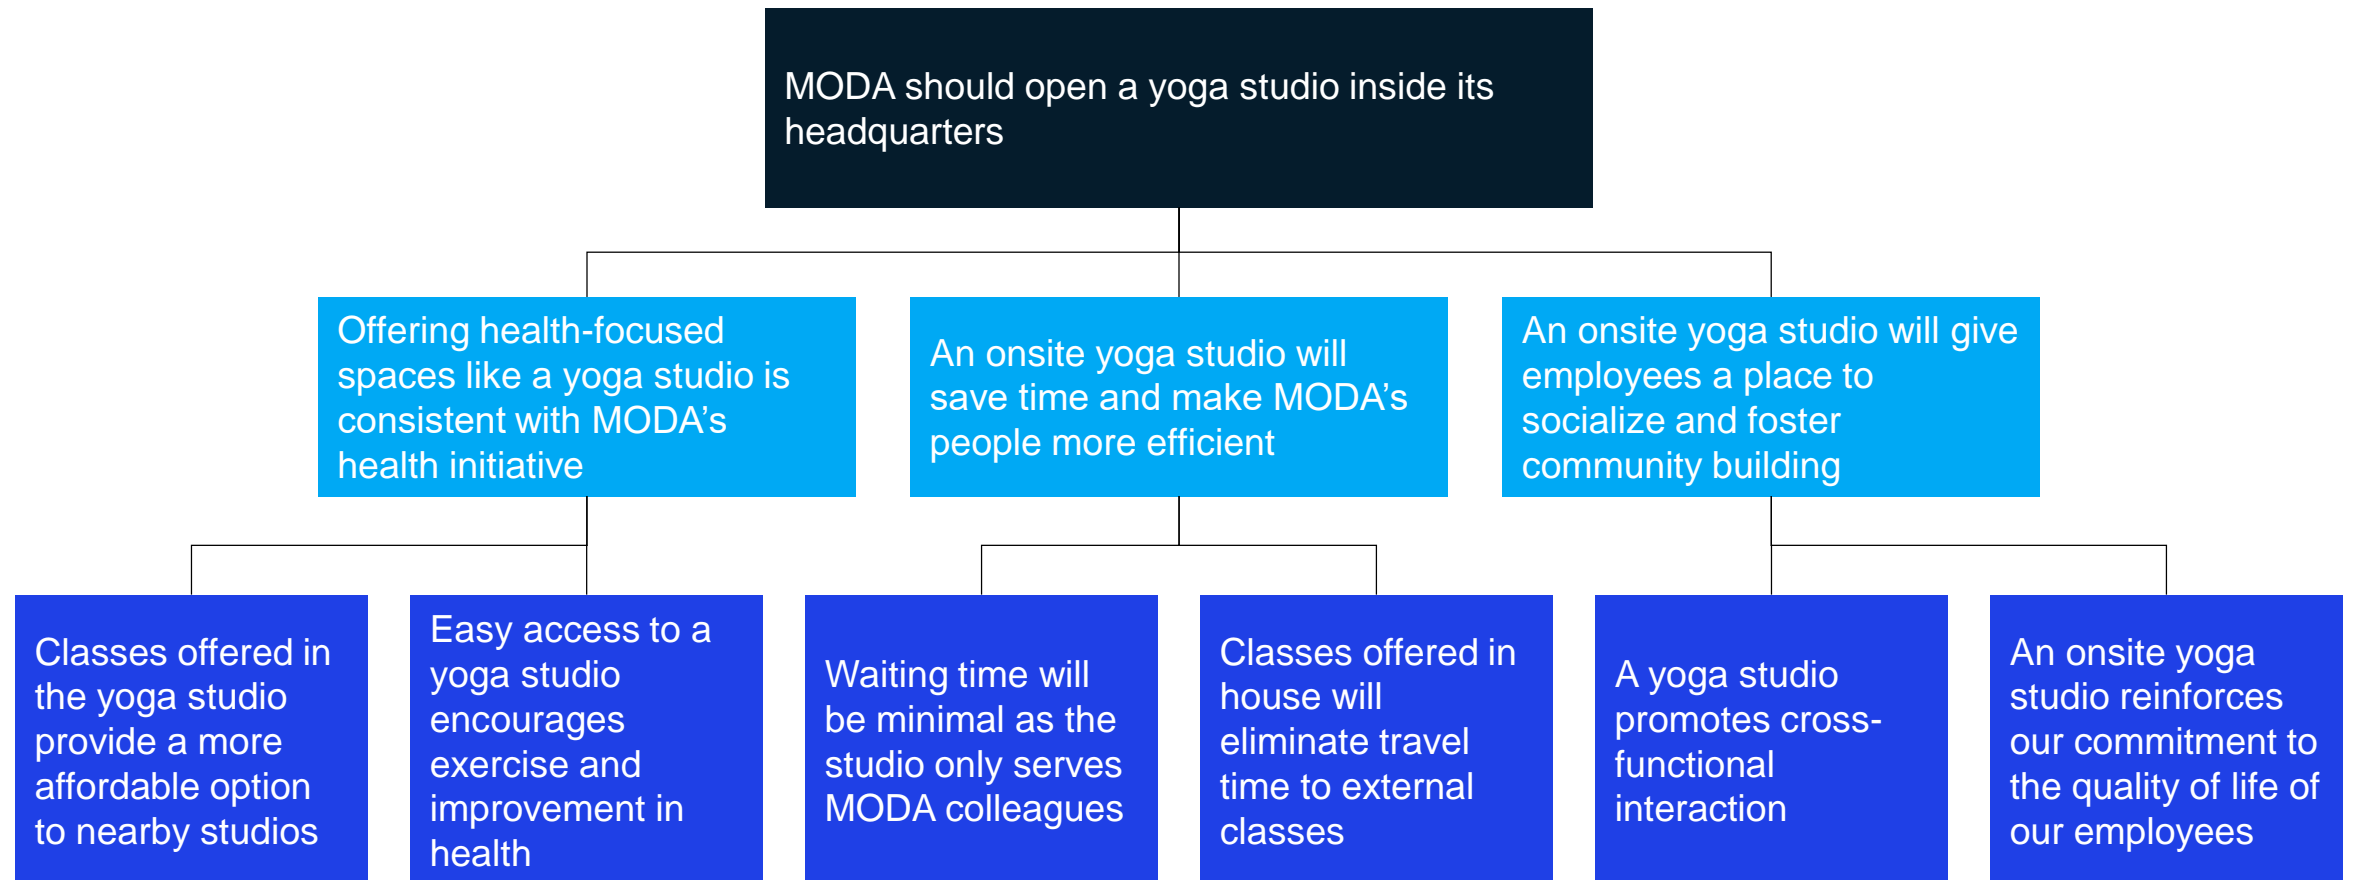 MODA should open a yoga studio inside its
headquarters
Offering health-focused
spaces like a yoga studio is
consistent with MODA’s
health initiative
An onsite yoga studio will
save time and make MODA’s
people more efficient
An onsite yoga studio will give
employees a place to
socialize and foster
community building
Classes offered in
the yoga studio
provide a more
affordable option
to nearby studios
Easy access to a
yoga studio
encourages
exercise and
improvement in
health
Waiting time will
be minimal as the
studio only serves
MODA colleagues
Classes offered in
house will
eliminate travel
time to external
classes
A yoga studio
promotes cross-
functional
interaction
An onsite yoga
studio reinforces
our commitment to
the quality of life of
our employees